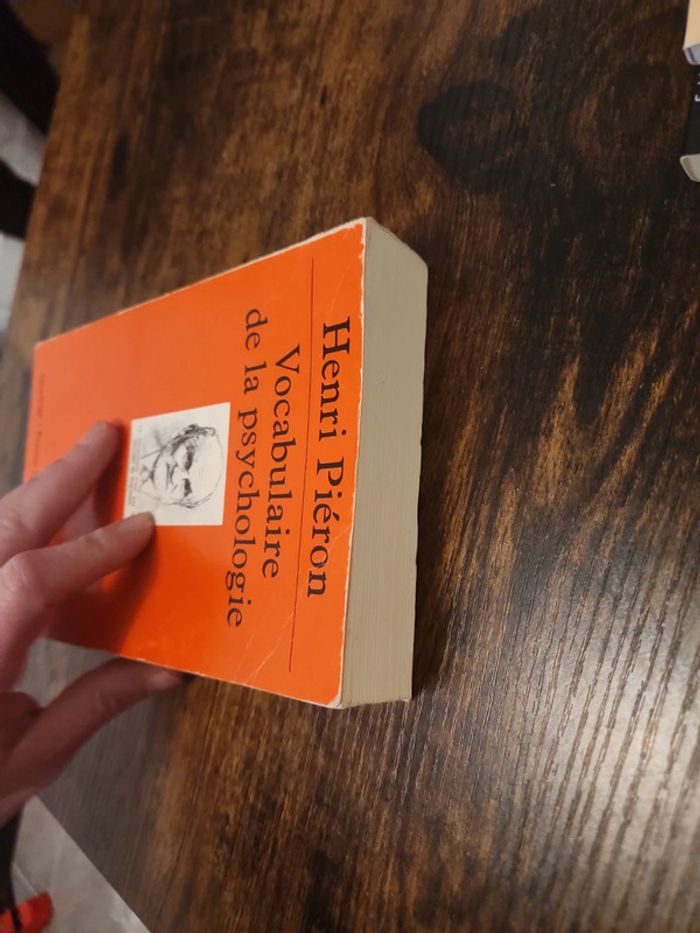 Henri Piéron
Vocabulaire
de la psychologie